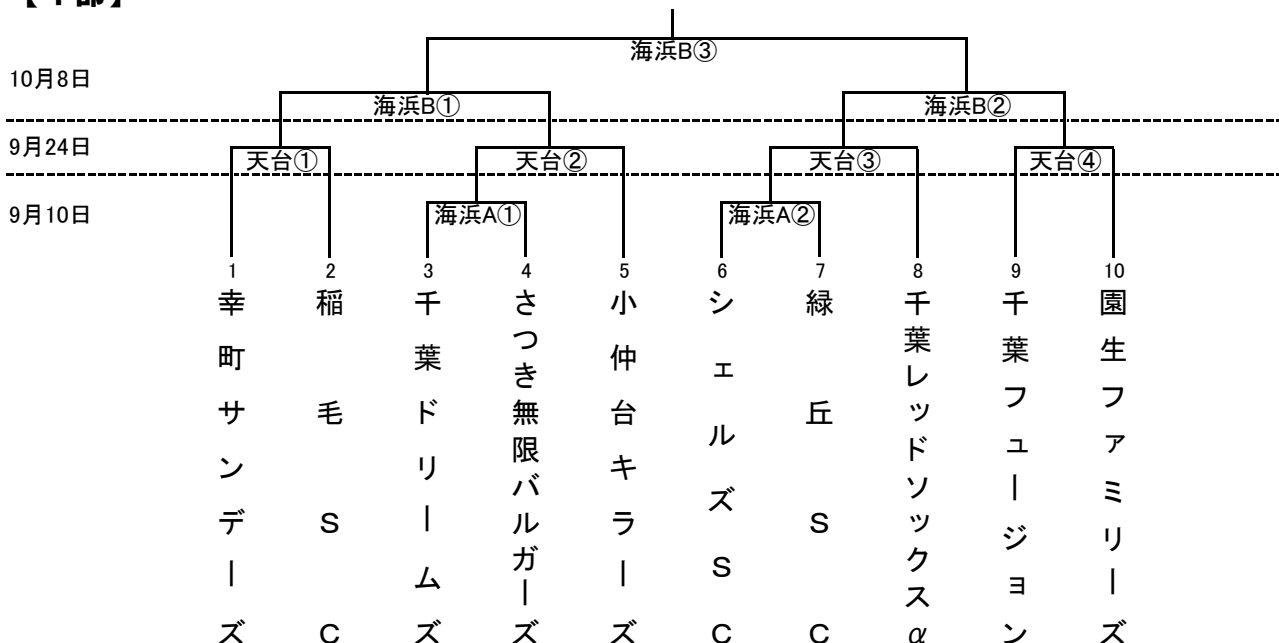 海浜B③
10月8日
海浜B① 海浜B②
9月24日
天台① 天台② 天台③ 天台④
9月10日
海浜A① 海浜A②
1 2 3 4 5 6 7 8 9 10
幸町サンデーズ
稲毛SC
千葉ドリームズ
さつき無限バルガーズ
小仲台キラーズ
シェルズSC
緑丘SC
千葉レッドソックスα
千葉フュージョン
園生ファミリーズ